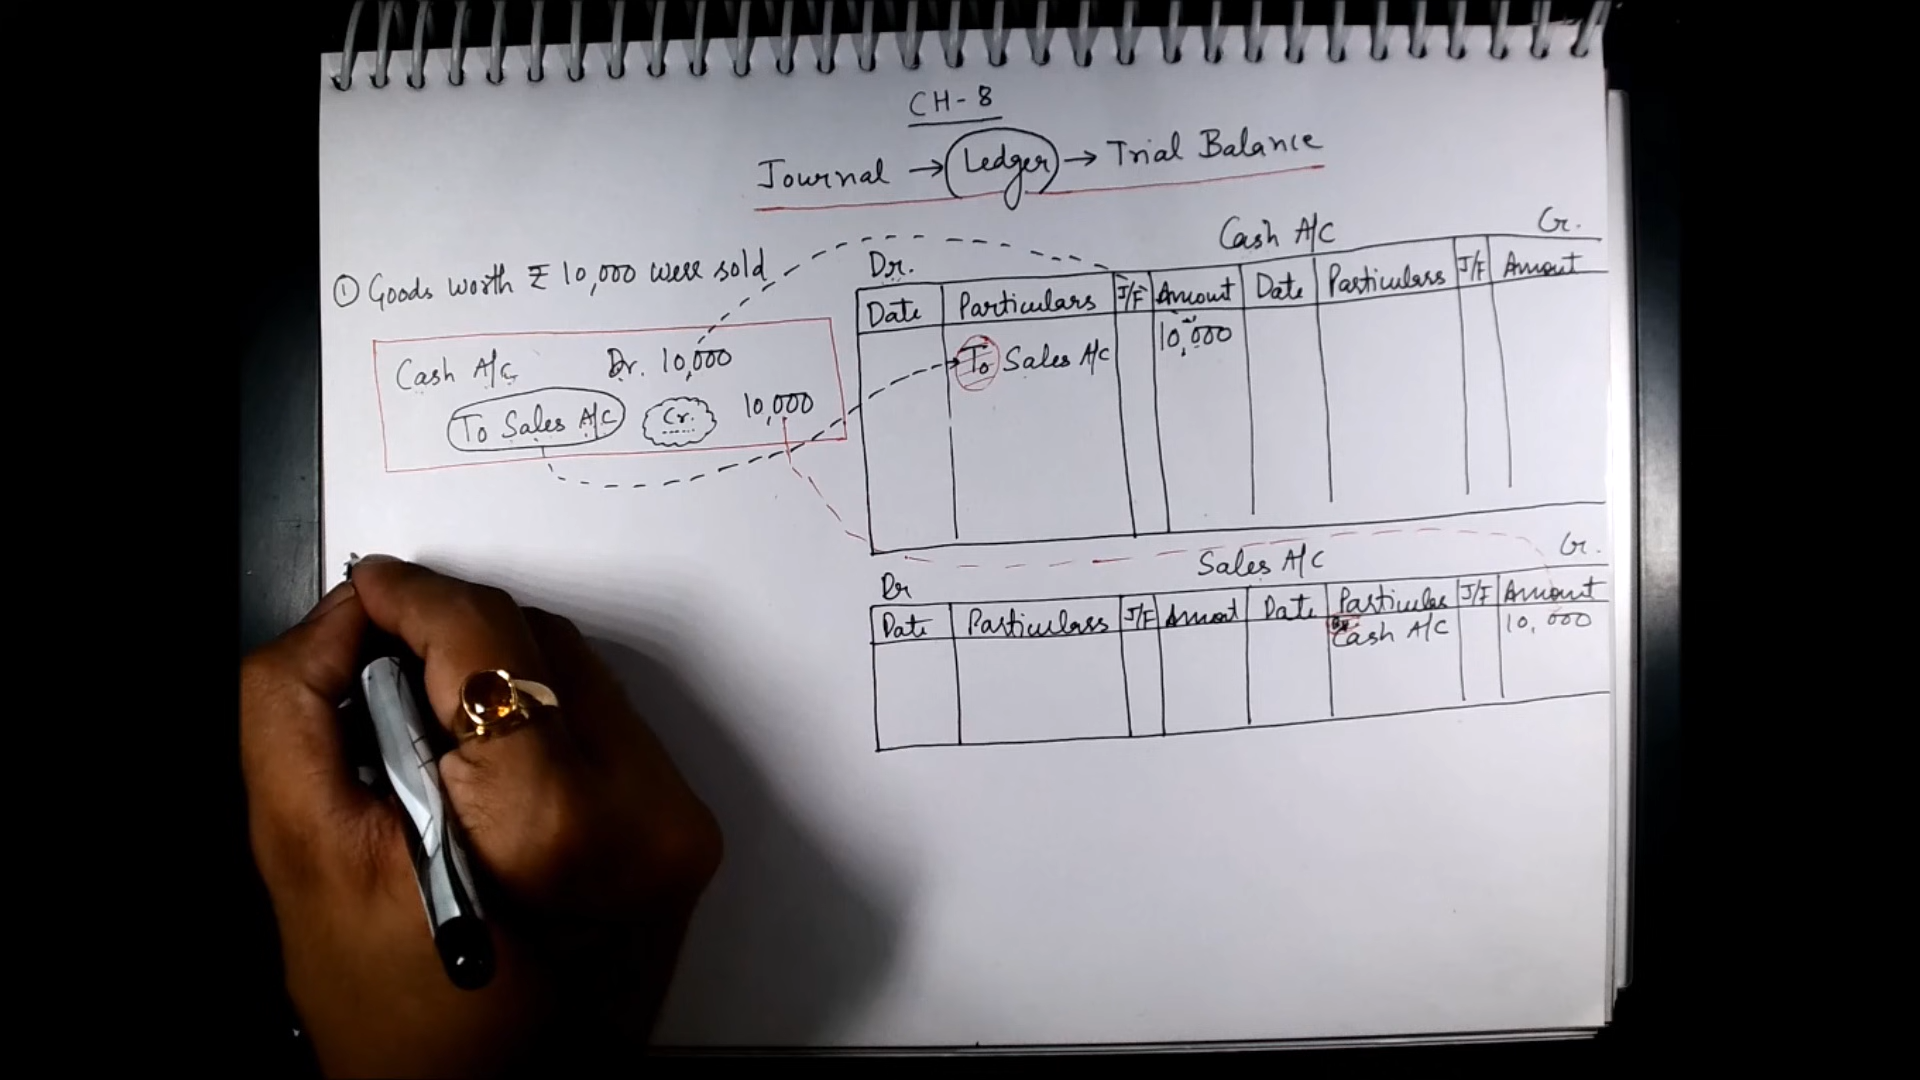 CH-8
Journal → Ledger → Trial Balance
① Goods worth ₹ 10,000 were sold
Cash A/c Dr. 10,000
To Sales A/c Cr. 10,000
Cash A/C
Dr. Cr.
Date Particulars J/F Amount Date Particulars J/F Amount
To Sales A/c 10,000
Sales A/C
Dr Cr.
Date Particulars J/F Amount Date Particulars J/F Amount
Cash A/C 10,000